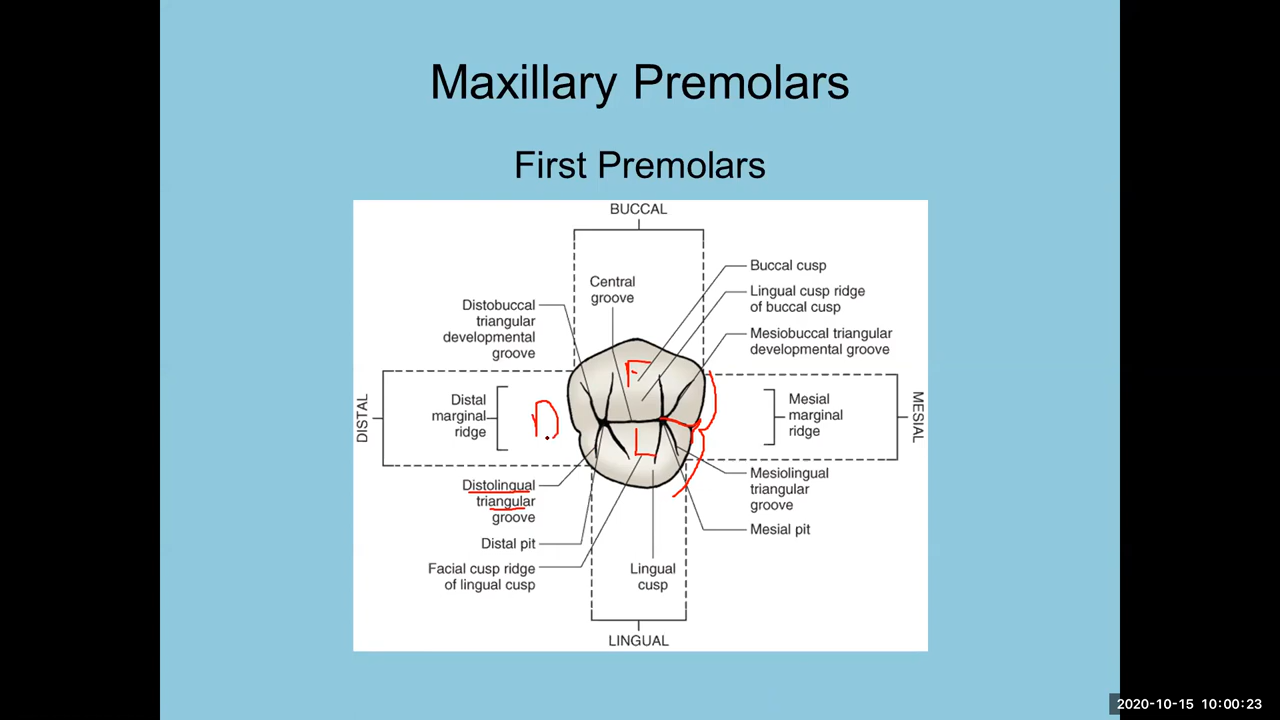 Maxillary Premolars
First Premolars
BUCCAL
Buccal cusp
Central
groove
Lingual cusp ridge
of buccal cusp
Distobuccal
triangular
developmental
groove
Mesiobuccal triangular
developmental groove
F
DISTAL
Distal
marginal
ridge
D
L
Mesial
marginal
ridge
MESIAL
Distolingual
triangular
groove
Mesiolingual
triangular
groove
Distal pit
Mesial pit
Facial cusp ridge
of lingual cusp
Lingual
cusp
LINGUAL
2020-10-15 10:00:23